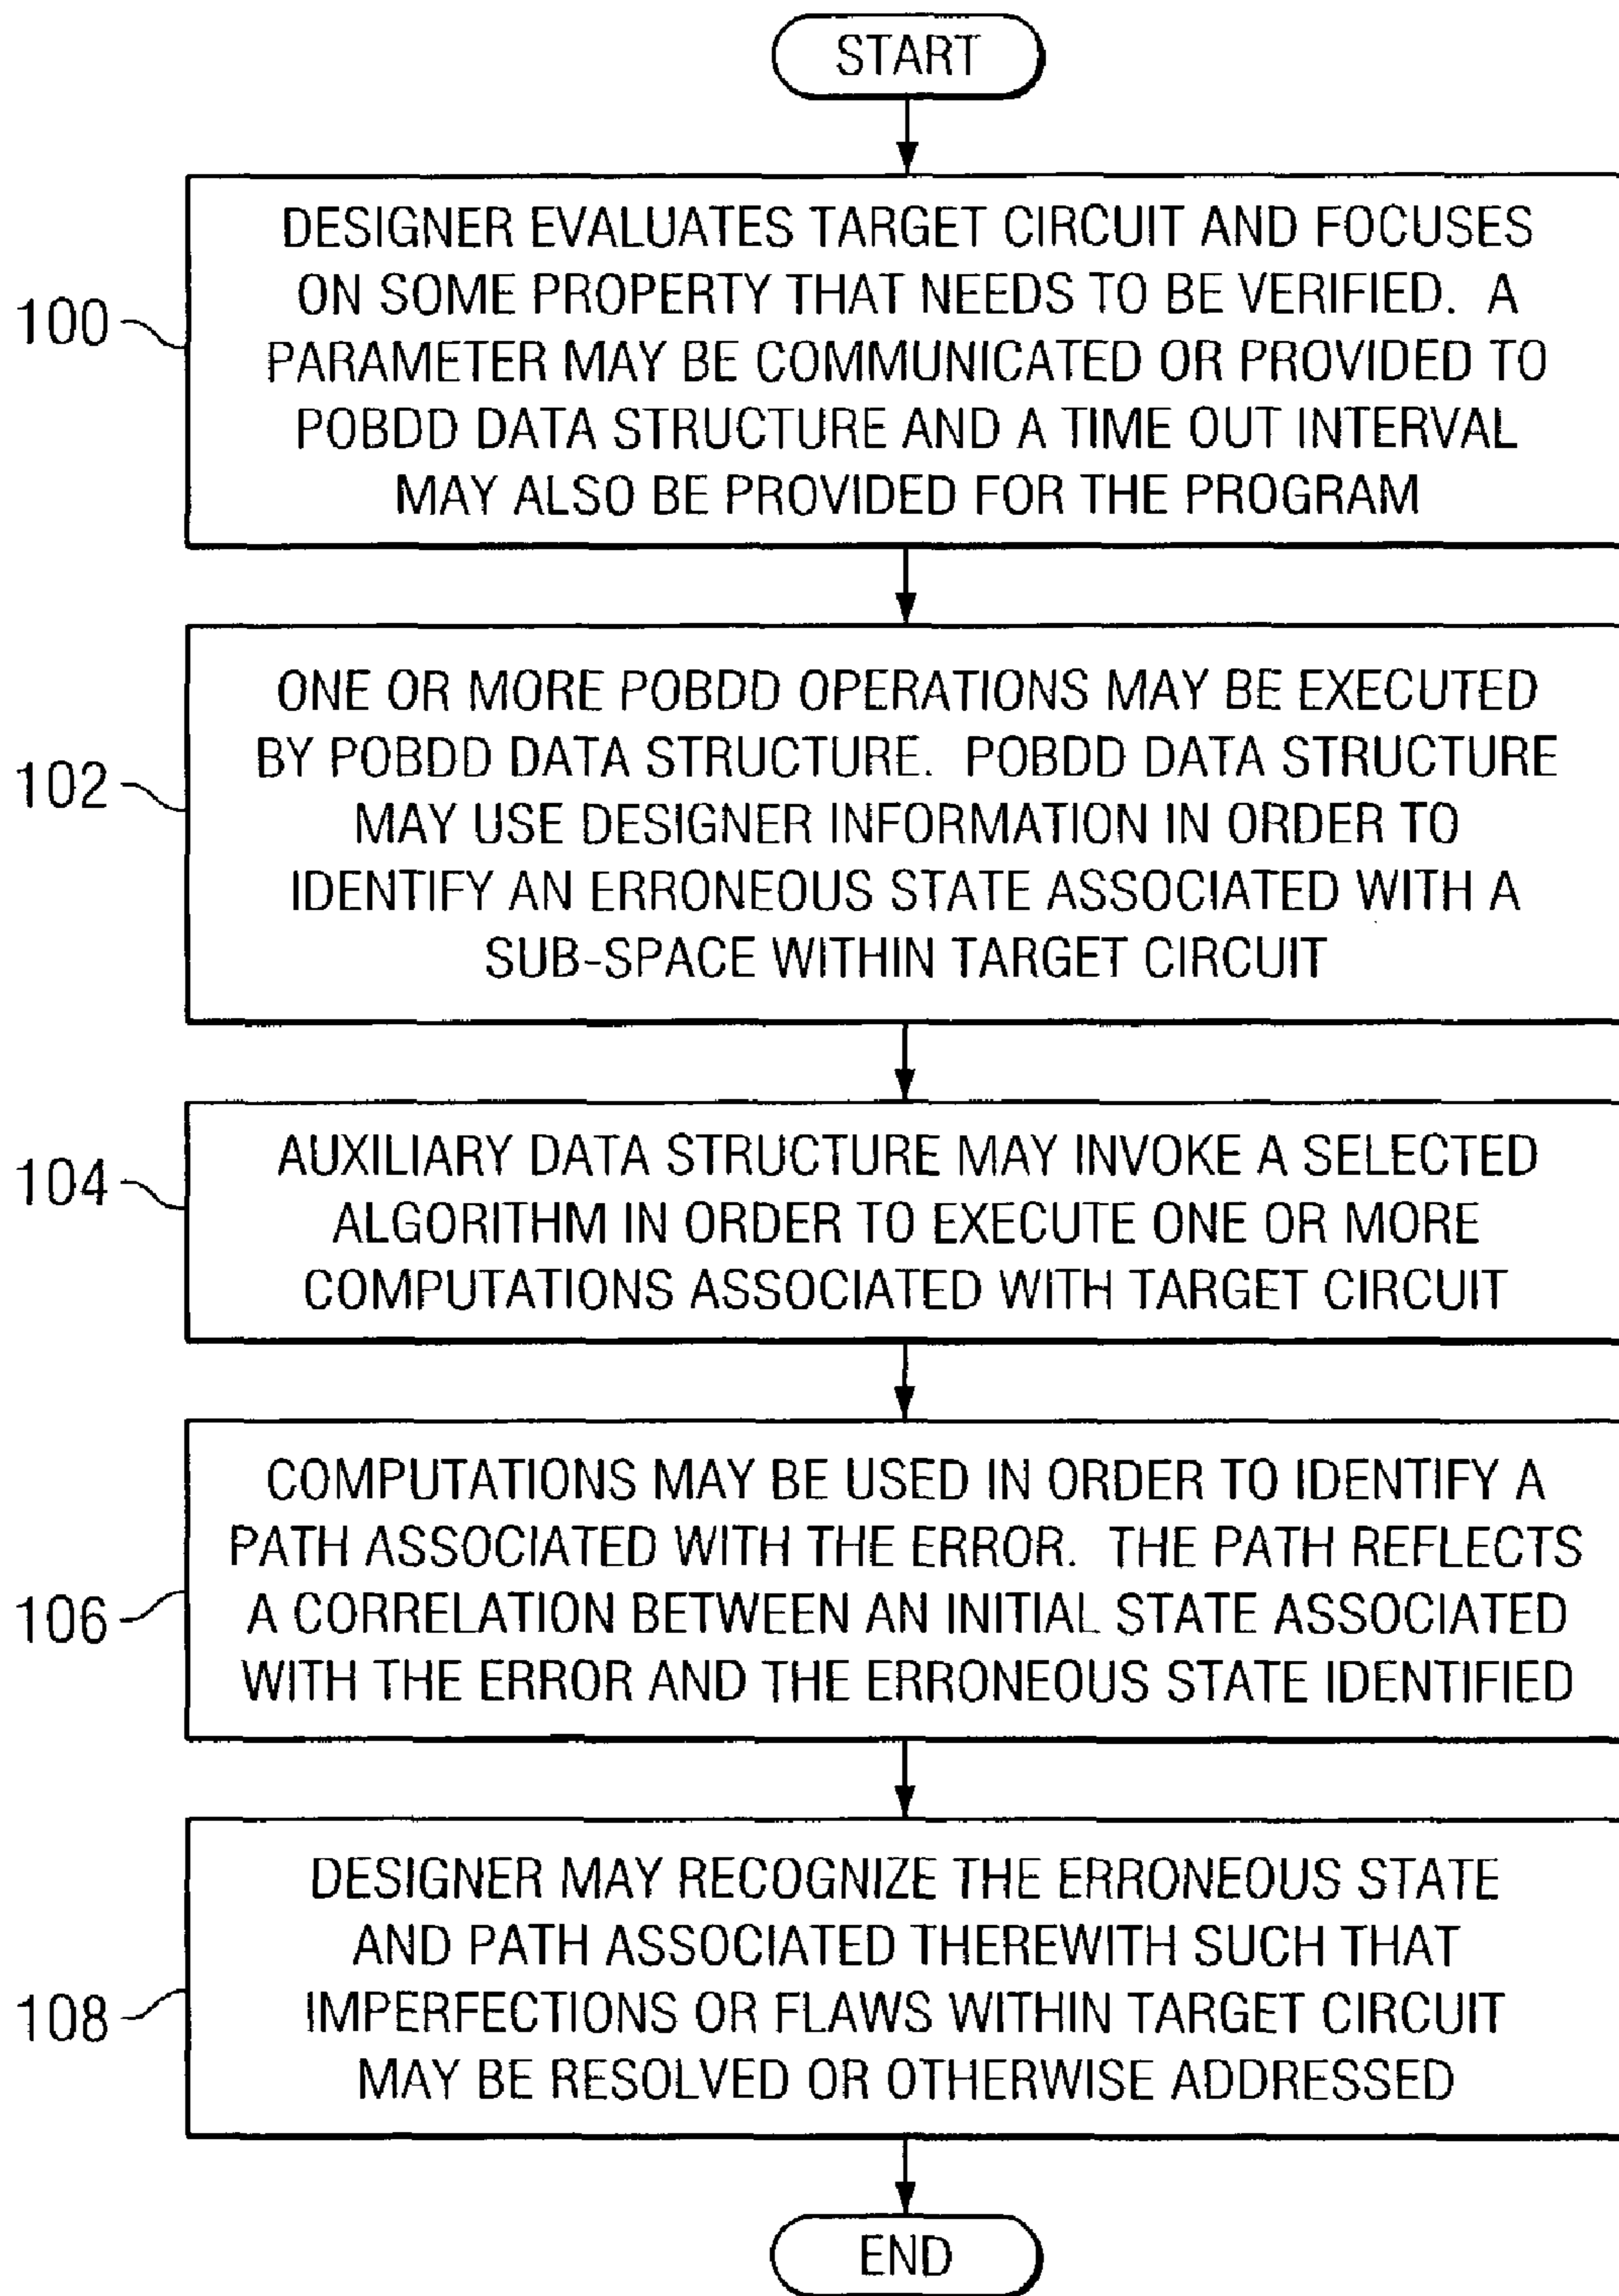 START
100
DESIGNER EVALUATES TARGET CIRCUIT AND FOCUSES
ON SOME PROPERTY THAT NEEDS TO BE VERIFIED. A
PARAMETER MAY BE COMMUNICATED OR PROVIDED TO
POBDD DATA STRUCTURE AND A TIME OUT INTERVAL
MAY ALSO BE PROVIDED FOR THE PROGRAM
102
ONE OR MORE POBDD OPERATIONS MAY BE EXECUTED
BY POBDD DATA STRUCTURE. POBDD DATA STRUCTURE
MAY USE DESIGNER INFORMATION IN ORDER TO
IDENTIFY AN ERRONEOUS STATE ASSOCIATED WITH A
SUB-SPACE WITHIN TARGET CIRCUIT
104
AUXILIARY DATA STRUCTURE MAY INVOKE A SELECTED
ALGORITHM IN ORDER TO EXECUTE ONE OR MORE
COMPUTATIONS ASSOCIATED WITH TARGET CIRCUIT
106
COMPUTATIONS MAY BE USED IN ORDER TO IDENTIFY A
PATH ASSOCIATED WITH THE ERROR. THE PATH REFLECTS
A CORRELATION BETWEEN AN INITIAL STATE ASSOCIATED
WITH THE ERROR AND THE ERRONEOUS STATE IDENTIFIED
108
DESIGNER MAY RECOGNIZE THE ERRONEOUS STATE
AND PATH ASSOCIATED THEREWITH SUCH THAT
IMPERFECTIONS OR FLAWS WITHIN TARGET CIRCUIT
MAY BE RESOLVED OR OTHERWISE ADDRESSED
END